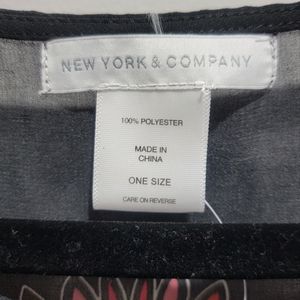 NEW YORK & COMPANY
100% POLYESTER
MADE IN
CHINA
ONE SIZE
CARE ON REVERSE